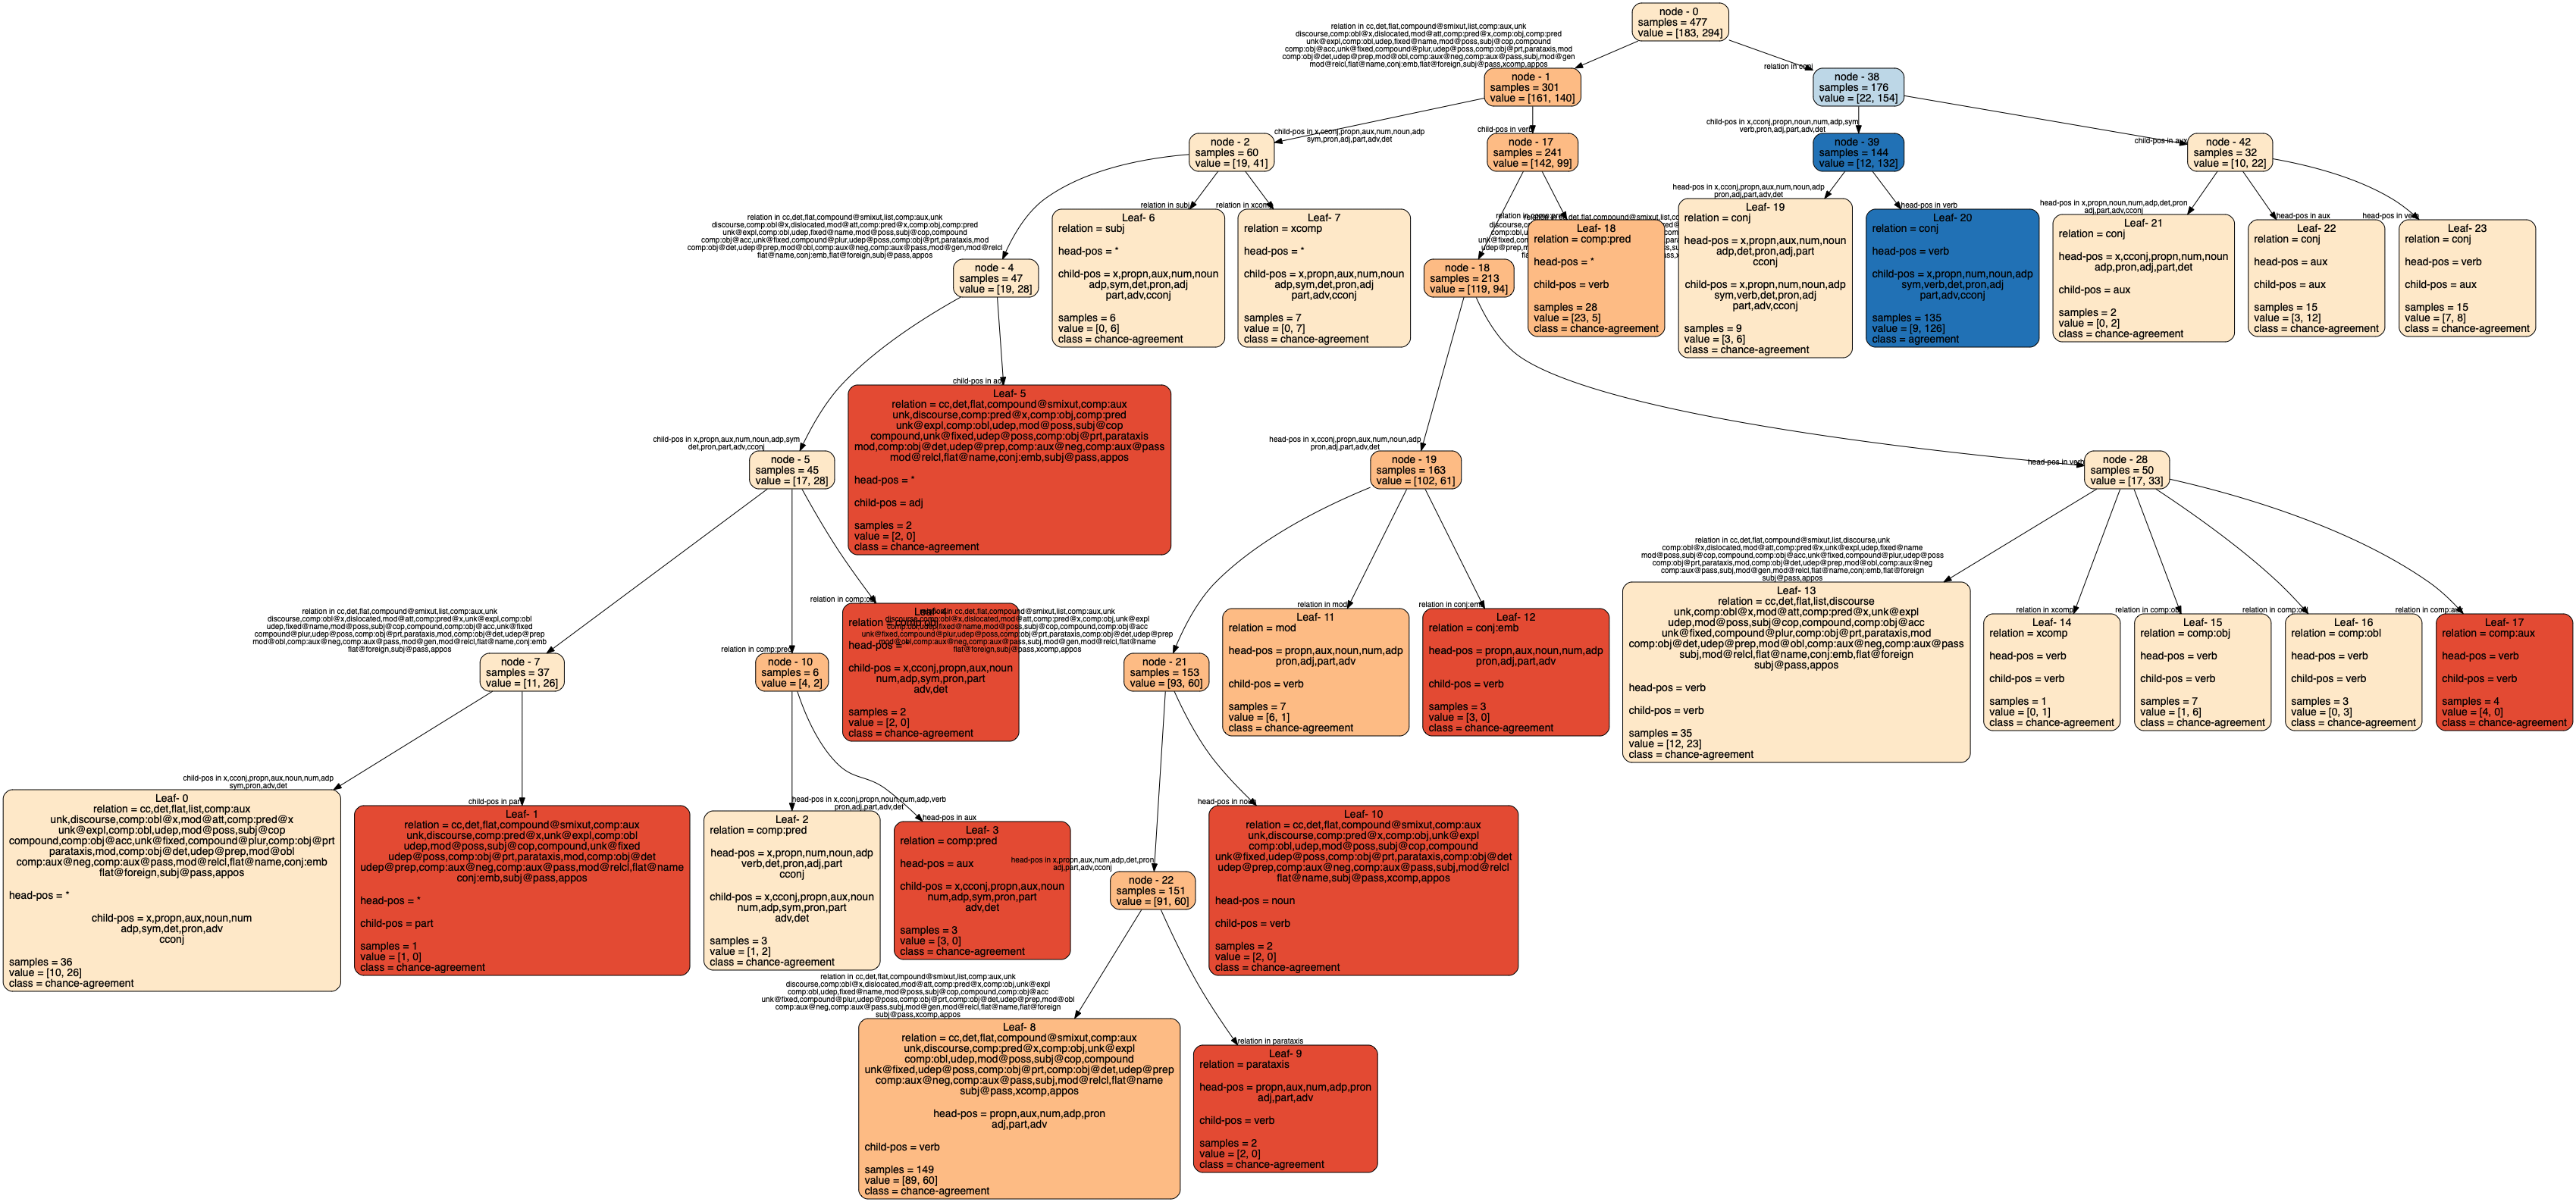 node - 0
samples = 477
value = [183, 294]
relation in cc,det,flat,compound@smixut,list,comp:aux,unk
discourse,comp:obl@x,dislocated,mod@att,comp:pred@x,comp:obj,comp:pred
unk@expl,comp:obl,udep,fixed@name,mod@poss,subj@cop,compound
comp:obj@acc,unk@fixed,compound@plur,udep@poss,comp:obj@prt,parataxis,mod
comp:obj@det,udep@prep,mod@obl,comp:aux@neg,comp:aux@pass,subj,mod@gen
mod@relcl,flat@name,conj:emb,flat@foreign,subj@pass,xcomp,appos
relation in conj
node - 1
samples = 301
value = [161, 140]
node - 38
samples = 176
value = [22, 154]
child-pos in x,cconj,propn,aux,num,noun,adp
sym,pron,adj,part,adv,det
child-pos in verb
child-pos in x,cconj,propn,noun,num,adp,sym
verb,pron,adj,part,adv,det
child-pos in aux
node - 2
samples = 60
value = [19, 41]
node - 17
samples = 241
value = [142, 99]
node - 39
samples = 144
value = [12, 132]
node - 42
samples = 32
value = [10, 22]
relation in cc,det,flat,compound@smixut,list,comp:aux,unk
discourse,comp:obl@x,dislocated,mod@att,comp:pred@x,comp:obj,comp:pred
unk@expl,comp:obl,udep,fixed@name,mod@poss,subj@cop,compound
comp:obj@acc,unk@fixed,compound@plur,udep@poss,comp:obj@prt,parataxis,mod
comp:obj@det,udep@prep,mod@obl,comp:aux@neg,comp:aux@pass,mod@gen,mod@relcl
flat@name,conj:emb,flat@foreign,subj@pass,appos
relation in subj
Leaf- 6
relation = subj
head-pos = *
child-pos = x,propn,aux,num,noun
adp,sym,det,pron,adj
part,adv,cconj
samples = 6
value = [0, 6]
class = chance-agreement
relation in xcomp
Leaf- 7
relation = xcomp
head-pos = *
child-pos = x,propn,aux,num,noun
adp,sym,det,pron,adj
part,adv,cconj
samples = 7
value = [0, 7]
class = chance-agreement
Leaf- 18
relation = comp:pred
head-pos = *
child-pos = verb
samples = 28
value = [23, 5]
class = chance-agreement
head-pos in x,cconj,propn,aux,num,noun,adp
pron,adj,part,adv,det
Leaf- 19
relation = conj
head-pos = x,propn,aux,num,noun
adp,det,pron,adj,part
cconj
child-pos = x,propn,num,noun,adp
sym,verb,det,pron,adj
part,adv,cconj
samples = 9
value = [3, 6]
class = chance-agreement
head-pos in verb
Leaf- 20
relation = conj
head-pos = verb
child-pos = x,propn,num,noun,adp
sym,verb,det,pron,adj
part,adv,cconj
samples = 135
value = [9, 126]
class = agreement
head-pos in x,propn,noun,num,adp,det,pron
adj,part,adv,cconj
Leaf- 21
relation = conj
head-pos = x,cconj,propn,num,noun
adp,pron,adj,part,det
child-pos = aux
samples = 2
value = [0, 2]
class = chance-agreement
head-pos in aux
Leaf- 22
relation = conj
head-pos = aux
child-pos = aux
samples = 15
value = [3, 12]
class = chance-agreement
head-pos in verb
Leaf- 23
relation = conj
head-pos = verb
child-pos = aux
samples = 15
value = [7, 8]
class = chance-agreement
node - 4
samples = 47
value = [19, 28]
node - 18
samples = 213
value = [119, 94]
child-pos in x,propn,aux,num,noun,adp,sym
det,pron,part,adv,cconj
child-pos in adj
Leaf- 5
relation = cc,det,flat,compound@smixut,comp:aux
unk,discourse,comp:pred@x,comp:obj,comp:pred
unk@expl,comp:obl,udep,mod@poss,subj@cop
compound,unk@fixed,udep@poss,comp:obj@prt,parataxis
mod,comp:obj@det,udep@prep,comp:aux@neg,comp:aux@pass
mod@relcl,flat@name,conj:emb,subj@pass,appos
head-pos = *
child-pos = adj
samples = 2
value = [2, 0]
class = chance-agreement
node - 5
samples = 45
value = [17, 28]
head-pos in x,cconj,propn,aux,num,noun,adp
pron,adj,part,adv,det
node - 19
samples = 163
value = [102, 61]
head-pos in verb
node - 28
samples = 50
value = [17, 33]
relation in cc,det,flat,compound@smixut,list,comp:aux,unk
discourse,comp:obl@x,dislocated,mod@att,comp:pred@x,unk@expl,comp:obl
udep,fixed@name,mod@poss,subj@cop,compound,comp:obj@acc,unk@fixed
compound@plur,udep@poss,comp:obj@prt,parataxis,mod,comp:obj@det,udep@prep
mod@obl,comp:aux@neg,comp:aux@pass,mod@gen,mod@relcl,flat@name,conj:emb
flat@foreign,subj@pass,appos
node - 7
samples = 37
value = [11, 26]
relation in comp:pred
node - 10
samples = 6
value = [4, 2]
Leaf- 4
child-pos = x,cconj,propn,aux,noun
num,adp,sym,pron,part
adv,det
samples = 2
value = [2, 0]
class = chance-agreement
node - 21
samples = 153
value = [93, 60]
relation in mod
Leaf- 11
relation = mod
head-pos = propn,aux,noun,num,adp
pron,adj,part,adv
child-pos = verb
samples = 7
value = [6, 1]
class = chance-agreement
relation in conj:emb
Leaf- 12
relation = conj:emb
head-pos = propn,aux,noun,num,adp
pron,adj,part,adv
child-pos = verb
samples = 3
value = [3, 0]
class = chance-agreement
relation in cc,det,flat,compound@smixut,list,discourse,unk
comp:obl@x,dislocated,mod@att,comp:pred@x,unk@expl,udep,fixed@name
mod@poss,subj@cop,compound,comp:obj@acc,unk@fixed,compound@plur,udep@poss
comp:obj@prt,parataxis,mod,comp:obj@det,udep@prep,mod@obl,comp:aux@neg
comp:aux@pass,subj,mod@gen,mod@relcl,flat@name,conj:emb,flat@foreign
subj@pass,appos
Leaf- 13
relation = cc,det,flat,list,discourse
unk,comp:obl@x,mod@att,comp:pred@x,unk@expl
udep,mod@poss,subj@cop,compound,comp:obj@acc
unk@fixed,compound@plur,comp:obj@prt,parataxis,mod
comp:obj@det,udep@prep,mod@obl,comp:aux@neg,comp:aux@pass
subj,mod@relcl,flat@name,conj:emb,flat@foreign
subj@pass,appos
head-pos = verb
child-pos = verb
samples = 35
value = [12, 23]
class = chance-agreement
relation in xcomp
Leaf- 14
relation = xcomp
head-pos = verb
child-pos = verb
samples = 1
value = [0, 1]
class = chance-agreement
Leaf- 15
relation = comp:obj
head-pos = verb
child-pos = verb
samples = 7
value = [1, 6]
class = chance-agreement
Leaf- 16
relation = comp:obl
head-pos = verb
child-pos = verb
samples = 3
value = [0, 3]
class = chance-agreement
Leaf- 17
relation = comp:aux
head-pos = verb
child-pos = verb
samples = 4
value = [4, 0]
class = chance-agreement
child-pos in x,cconj,propn,aux,noun,num,adp
sym,pron,adv,det
Leaf- 0
relation = cc,det,flat,list,comp:aux
unk,discourse,comp:obl@x,mod@att,comp:pred@x
unk@expl,comp:obl,udep,mod@poss,subj@cop
compound,comp:obj@acc,unk@fixed,compound@plur,comp:obj@prt
parataxis,mod,comp:obj@det,udep@prep,mod@obl
comp:aux@neg,comp:aux@pass,mod@relcl,flat@name,conj:emb
flat@foreign,subj@pass,appos
head-pos = *
child-pos = x,propn,aux,noun,num
adp,sym,det,pron,adv
cconj
samples = 36
value = [10, 26]
class = chance-agreement
child-pos in part
Leaf- 1
relation = cc,det,flat,compound@smixut,comp:aux
unk,discourse,comp:pred@x,unk@expl,comp:obl
udep,mod@poss,subj@cop,compound,unk@fixed
udep@poss,comp:obj@prt,parataxis,mod,comp:obj@det
udep@prep,comp:aux@neg,comp:aux@pass,mod@relcl,flat@name
conj:emb,subj@pass,appos
head-pos = *
child-pos = part
samples = 1
value = [1, 0]
class = chance-agreement
head-pos in x,cconj,propn,noun,num,adp,verb
pron,adj,part,adv,det
Leaf- 2
relation = comp:pred
head-pos = x,propn,num,noun,adp
verb,det,pron,adj,part
cconj
child-pos = x,cconj,propn,aux,noun
num,adp,sym,pron,part
adv,det
samples = 3
value = [1, 2]
class = chance-agreement
head-pos in aux
Leaf- 3
relation = comp:pred
head-pos = aux
child-pos = x,cconj,propn,aux,noun
num,adp,sym,pron,part
adv,det
samples = 3
value = [3, 0]
class = chance-agreement
head-pos in x,propn,aux,num,adp,det,pron
adj,part,adv,cconj
node - 22
samples = 151
value = [91, 60]
head-pos in noun
Leaf- 10
relation = cc,det,flat,compound@smixut,comp:aux
unk,discourse,comp:pred@x,comp:obj,unk@expl
comp:obl,udep,mod@poss,subj@cop,compound
unk@fixed,udep@poss,comp:obj@prt,parataxis,comp:obj@det
udep@prep,comp:aux@neg,comp:aux@pass,subj,mod@relcl
flat@name,subj@pass,xcomp,appos
head-pos = noun
child-pos = verb
samples = 2
value = [2, 0]
class = chance-agreement
relation in cc,det,flat,compound@smixut,list,comp:aux,unk
discourse,comp:obl@x,dislocated,mod@att,comp:pred@x,comp:obj,unk@expl
comp:obl,udep,fixed@name,mod@poss,subj@cop,compound,comp:obj@acc
unk@fixed,compound@plur,udep@poss,comp:obj@prt,comp:obj@det,udep@prep,mod@obl
comp:aux@neg,comp:aux@pass,subj,mod@gen,mod@relcl,flat@name,flat@foreign
subj@pass,xcomp,appos
Leaf- 8
relation = cc,det,flat,compound@smixut,comp:aux
unk,discourse,comp:pred@x,comp:obj,unk@expl
comp:obl,udep,mod@poss,subj@cop,compound
unk@fixed,udep@poss,comp:obj@prt,comp:obj@det,udep@prep
comp:aux@neg,comp:aux@pass,subj,mod@relcl,flat@name
subj@pass,xcomp,appos
head-pos = propn,aux,num,adp,pron
adj,part,adv
child-pos = verb
samples = 149
value = [89, 60]
class = chance-agreement
relation in parataxis
Leaf- 9
relation = parataxis
head-pos = propn,aux,num,adp,pron
adj,part,adv
child-pos = verb
samples = 2
value = [2, 0]
class = chance-agreement